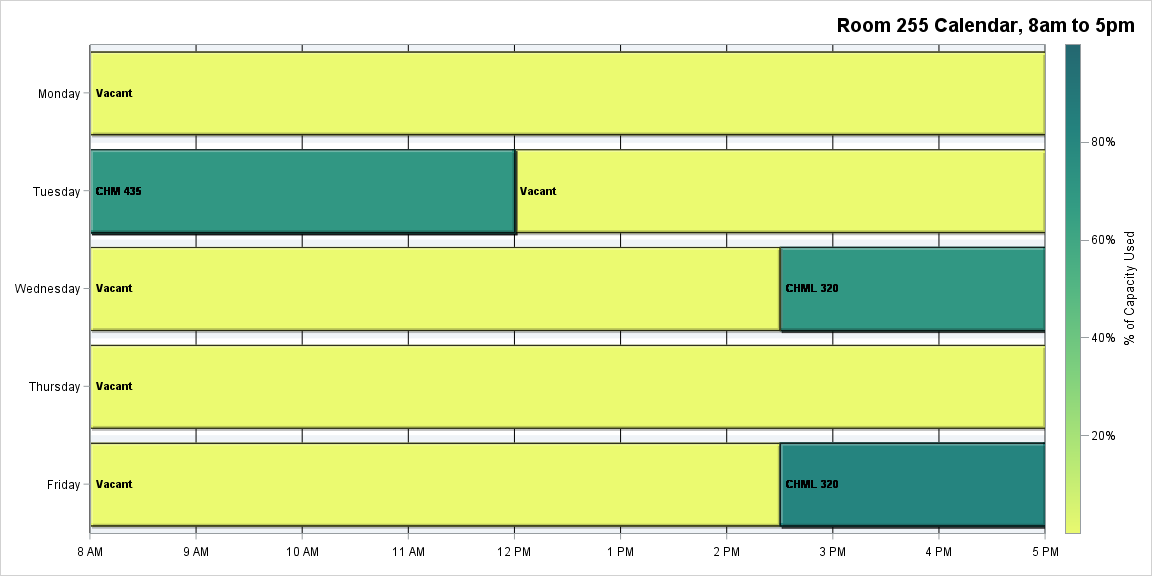 Room 255 Calendar, 8am to 5pm
Monday
Vacant
Tuesday
CHM 435
Vacant
Wednesday
Vacant
CHML 320
Thursday
Vacant
Friday
Vacant
CHML 320
8 AM
9 AM
10 AM
11 AM
12 PM
1 PM
2 PM
3 PM
4 PM
5 PM
80%
60%
40%
20%
% of Capacity Used